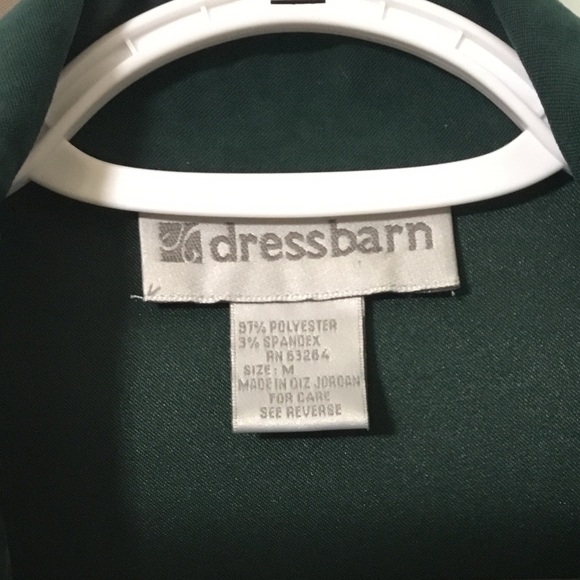 dressbarn
97% POLYESTER
3% SPANDEX
RN 63264
SIZE: M
MADE IN QIZ JORDAN
FOR CARE
SEE REVERSE